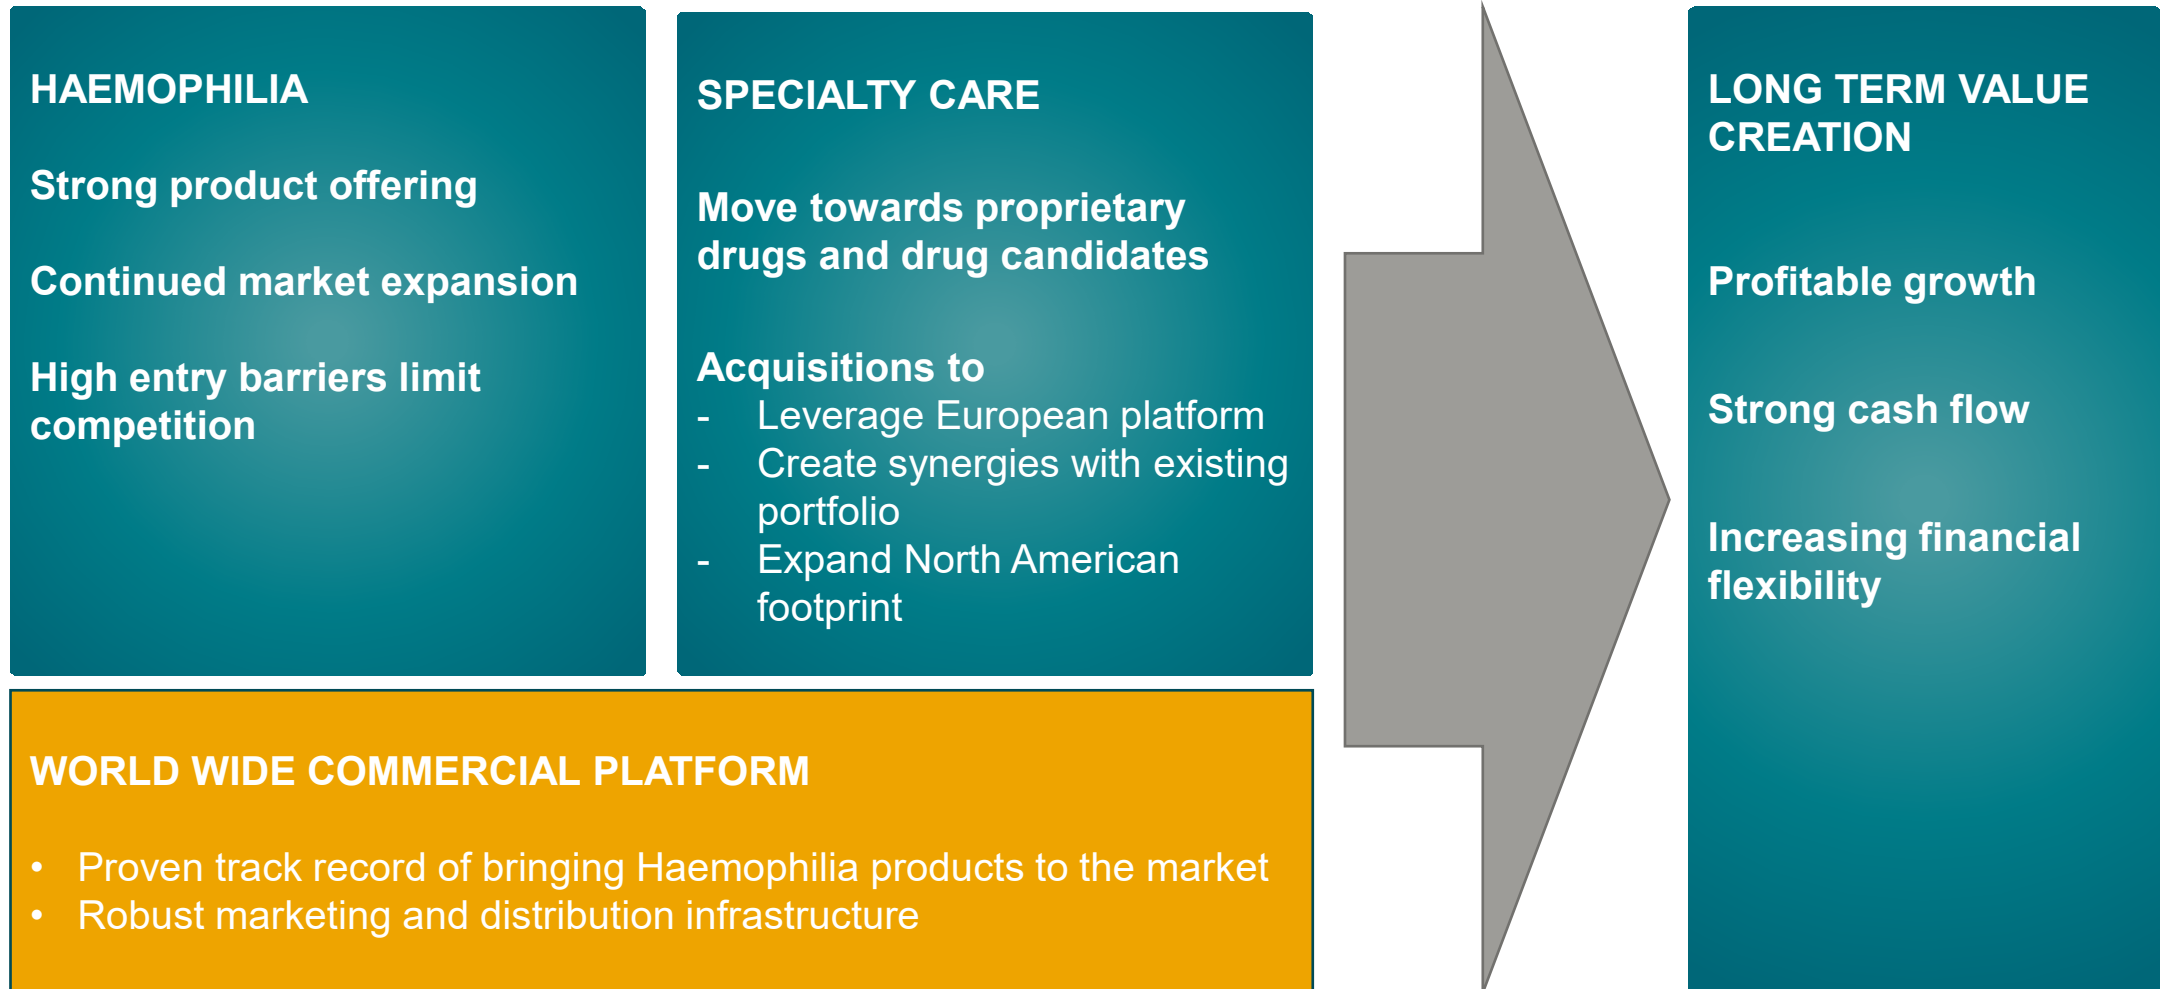 HAEMOPHILIA
Strong product offering
Continued market expansion
High entry barriers limit
competition
SPECIALTY CARE
Move towards proprietary
drugs and drug candidates
Acquisitions to
- Leverage European platform
- Create synergies with existing
portfolio
- Expand North American
footprint
WORLD WIDE COMMERCIAL PLATFORM
• Proven track record of bringing Haemophilia products to the market
• Robust marketing and distribution infrastructure
LONG TERM VALUE
CREATION
Profitable growth
Strong cash flow
Increasing financial
flexibility